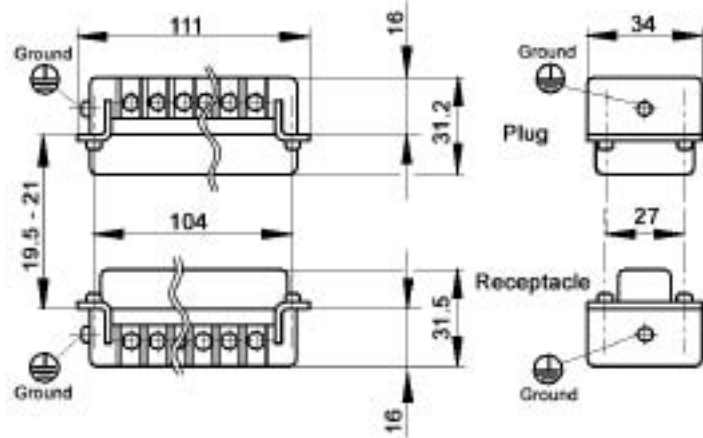 111
16
34
Ground
Ground
31.2
Plug
19.5 - 21
104
27
Receptacle
31.5
Ground
Ground
16